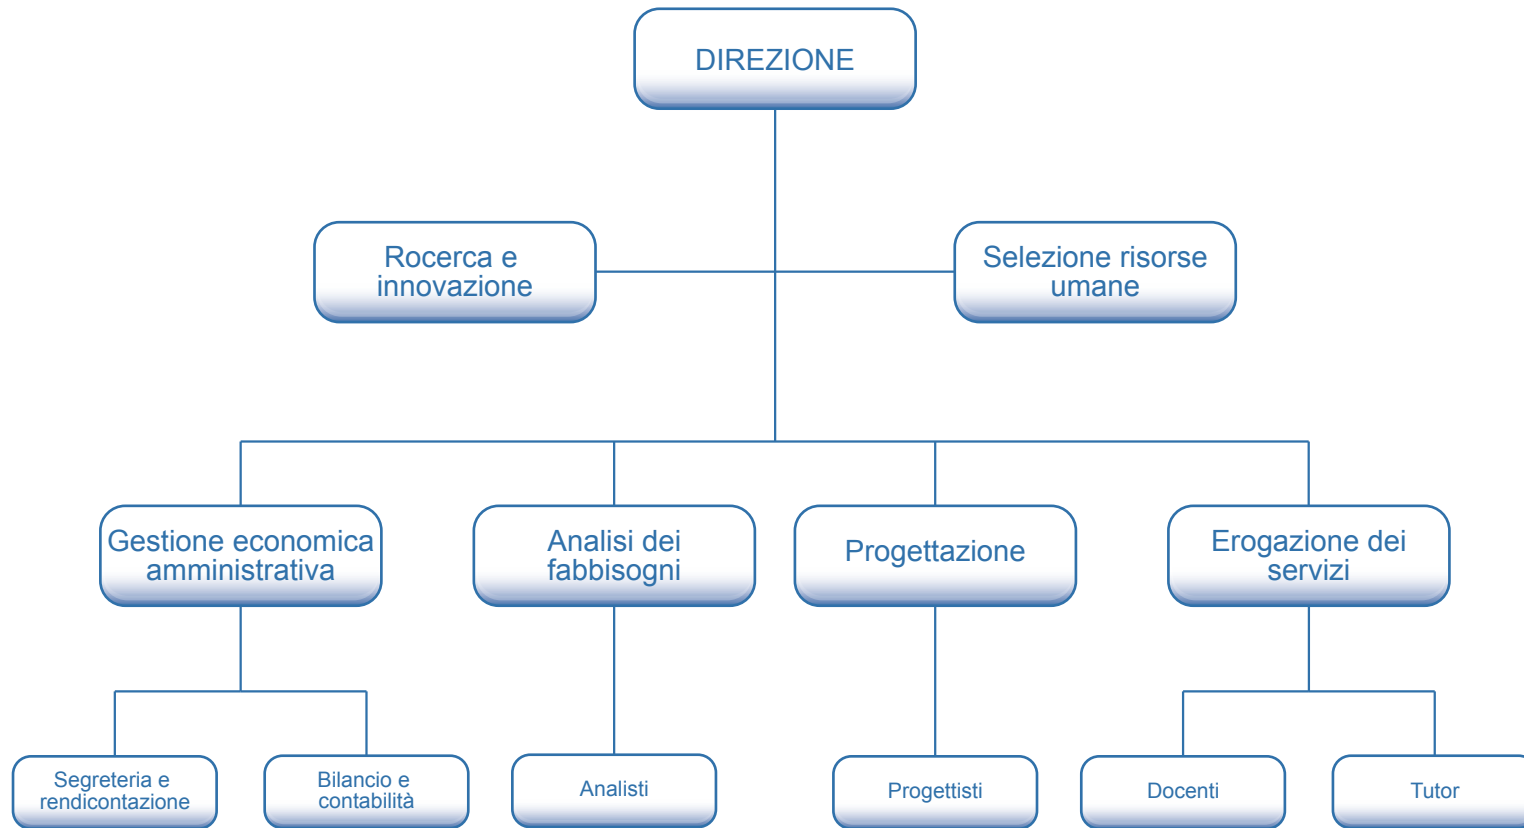 DIREZIONE
Rocerca e
innovazione
Selezione risorse
umane
Gestione economica
amministrativa
Analisi dei
fabbisogni
Progettazione
Erogazione dei
servizi
Segreteria e
rendicontazione
Bilancio e
contabilità
Analisti
Progettisti
Docenti
Tutor